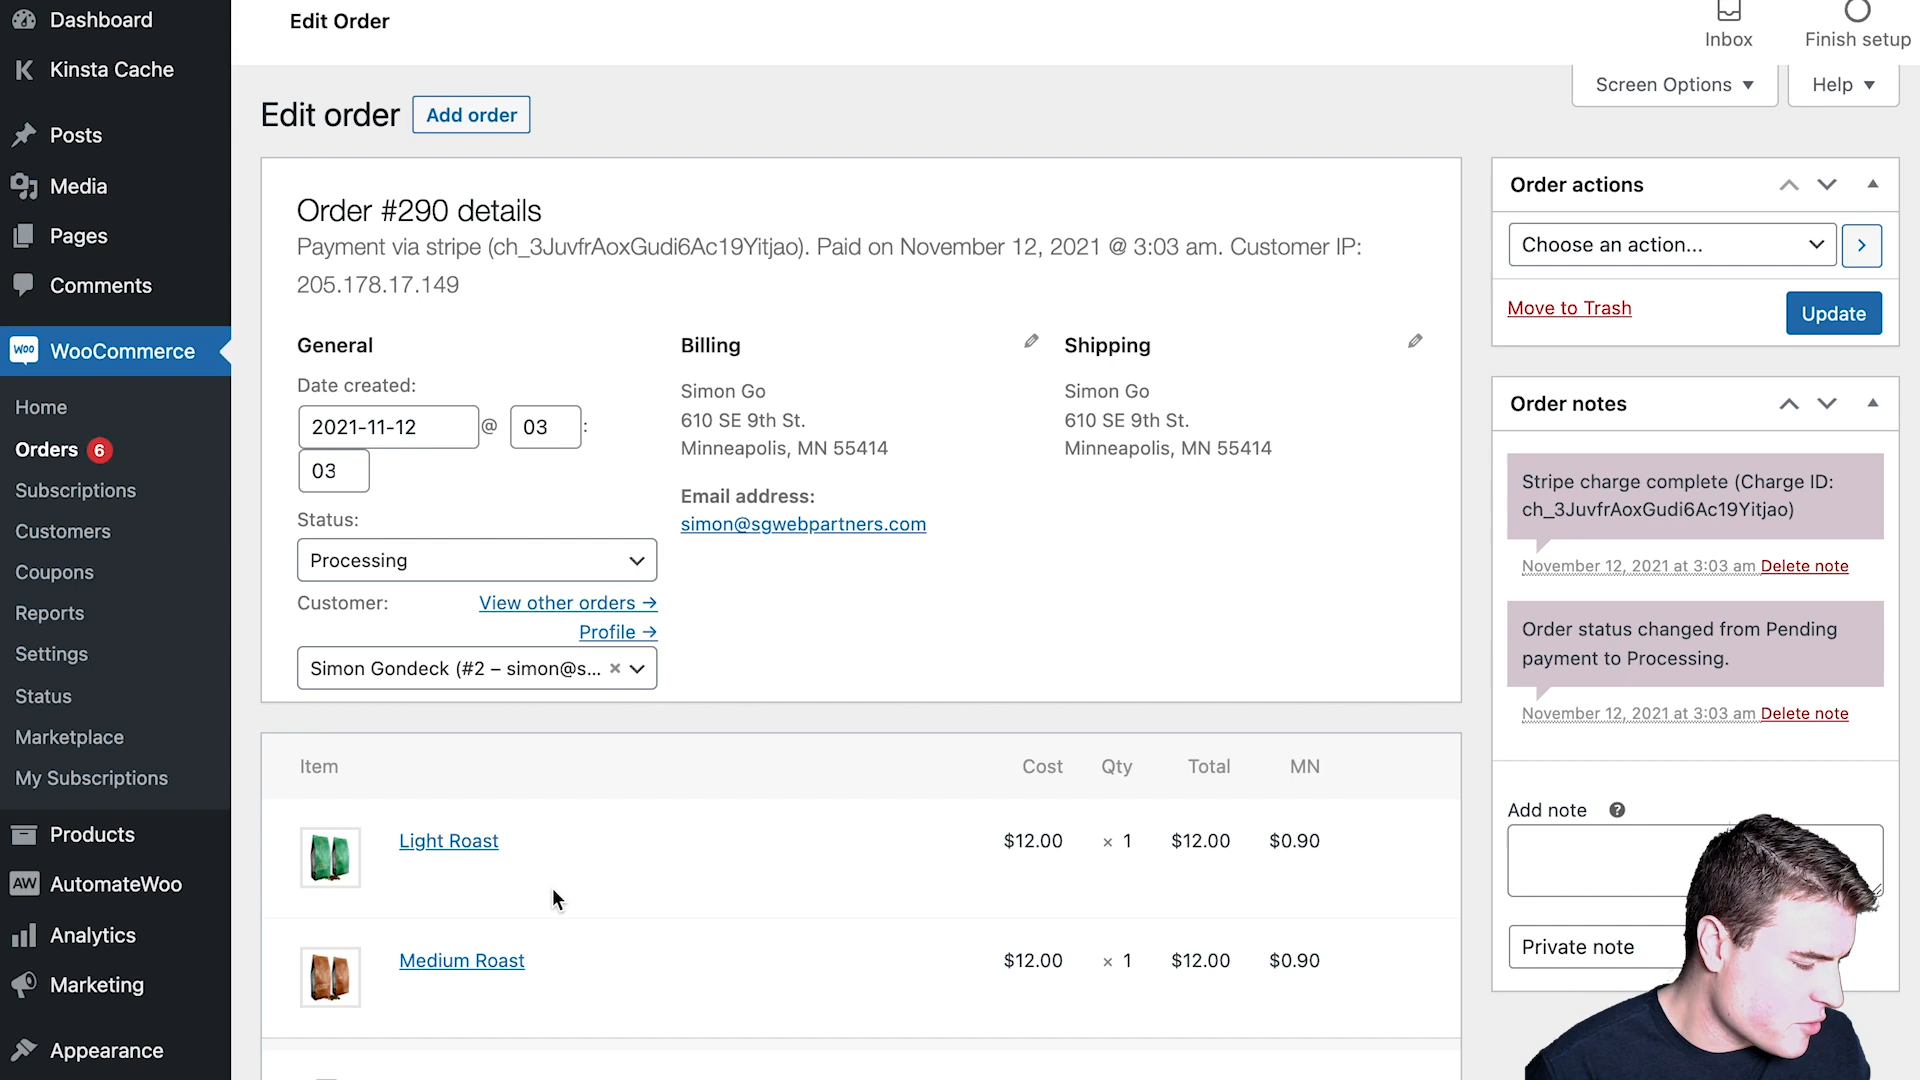 Dashboard
Kinsta Cache
Posts
Media
Pages
Comments
WOO WooCommerce
Home
Orders 6
Subscriptions
Customers
Coupons
Reports
Settings
Status
Marketplace
My Subscriptions
Products
AW AutomateWoo
Analytics
Marketing
Appearance
Edit Order
Inbox
Finish setup
Screen Options
Help
Edit order
Add order
Order #290 details
Payment via stripe (ch_3JuvfrAoxGudi6Ac19Yitjao). Paid on November 12, 2021 @ 3:03 am. Customer IP:
205.178.17.149
General
Date created:
2021-11-12 @ 03 :
03
Status:
Processing
Customer:
View other orders →
Profile →
Simon Gondeck (#2 – simon@s... ×
Billing
Simon Go
610 SE 9th St.
Minneapolis, MN 55414
Email address:
simon@sgwebpartners.com
Shipping
Simon Go
610 SE 9th St.
Minneapolis, MN 55414
Item Cost Qty Total MN
Light Roast $12.00 × 1 $12.00 $0.90
Medium Roast $12.00 × 1 $12.00 $0.90
Order actions
Choose an action...
Move to Trash
Update
Order notes
Stripe charge complete (Charge ID:
ch_3JuvfrAoxGudi6Ac19Yitjao)
November 12, 2021 at 3:03 am Delete note
Order status changed from Pending
payment to Processing.
November 12, 2021 at 3:03 am Delete note
Add note ?
Private note